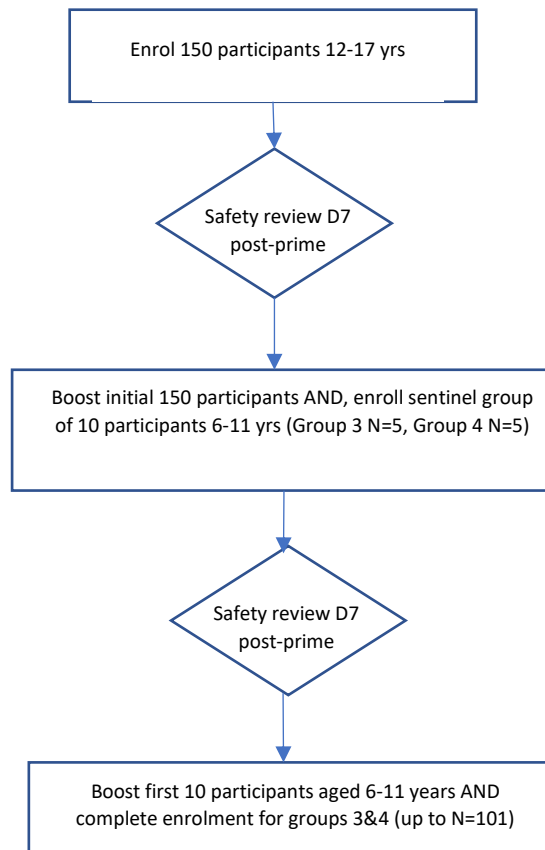 Enrol 150 participants 12-17 yrs
Safety review D7
post-prime
Boost initial 150 participants AND, enroll sentinel group
of 10 participants 6-11 yrs (Group 3 N=5, Group 4 N=5)
Safety review D7
post-prime
Boost first 10 participants aged 6-11 years AND
complete enrolment for groups 3&4 (up to N=101)